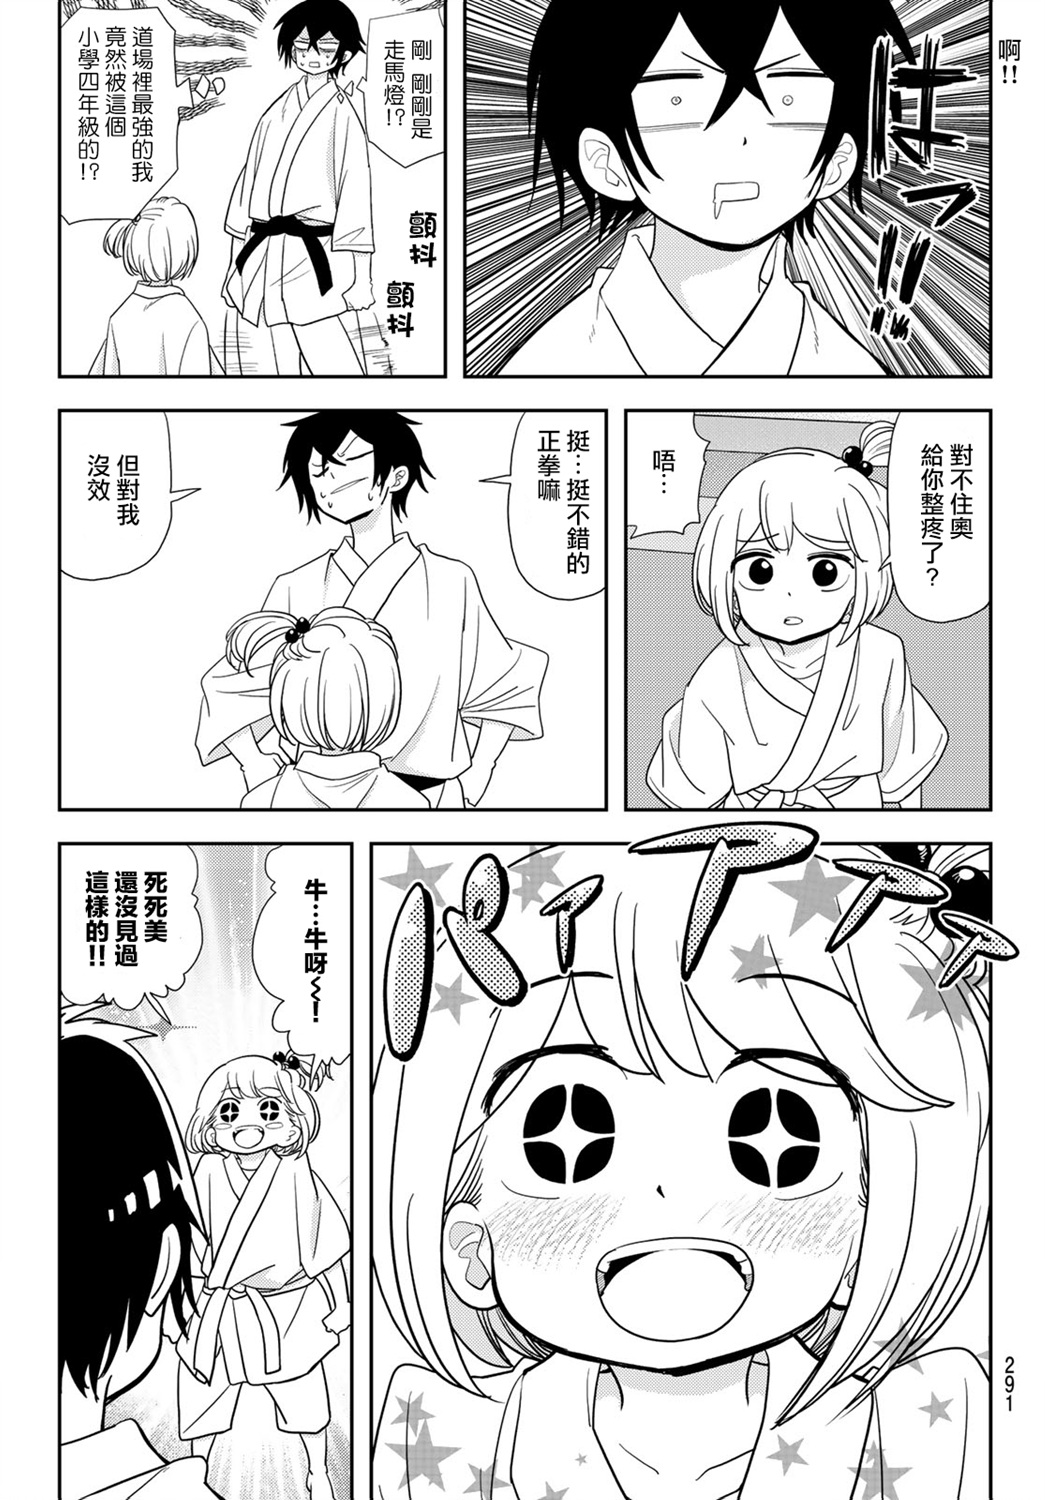 啊!!
はっ!!
剛 剛剛是
走馬燈!?
道場裡最強的我
竟然被這個
小學四年級的!?
顫抖
顫抖
對不住奧
給你整疼了?
唔…
挺…挺不錯的
正拳嘛
但對我
沒效
パァアァァ
牛…牛呀~!
死死美
還沒見過
這樣的!!
291